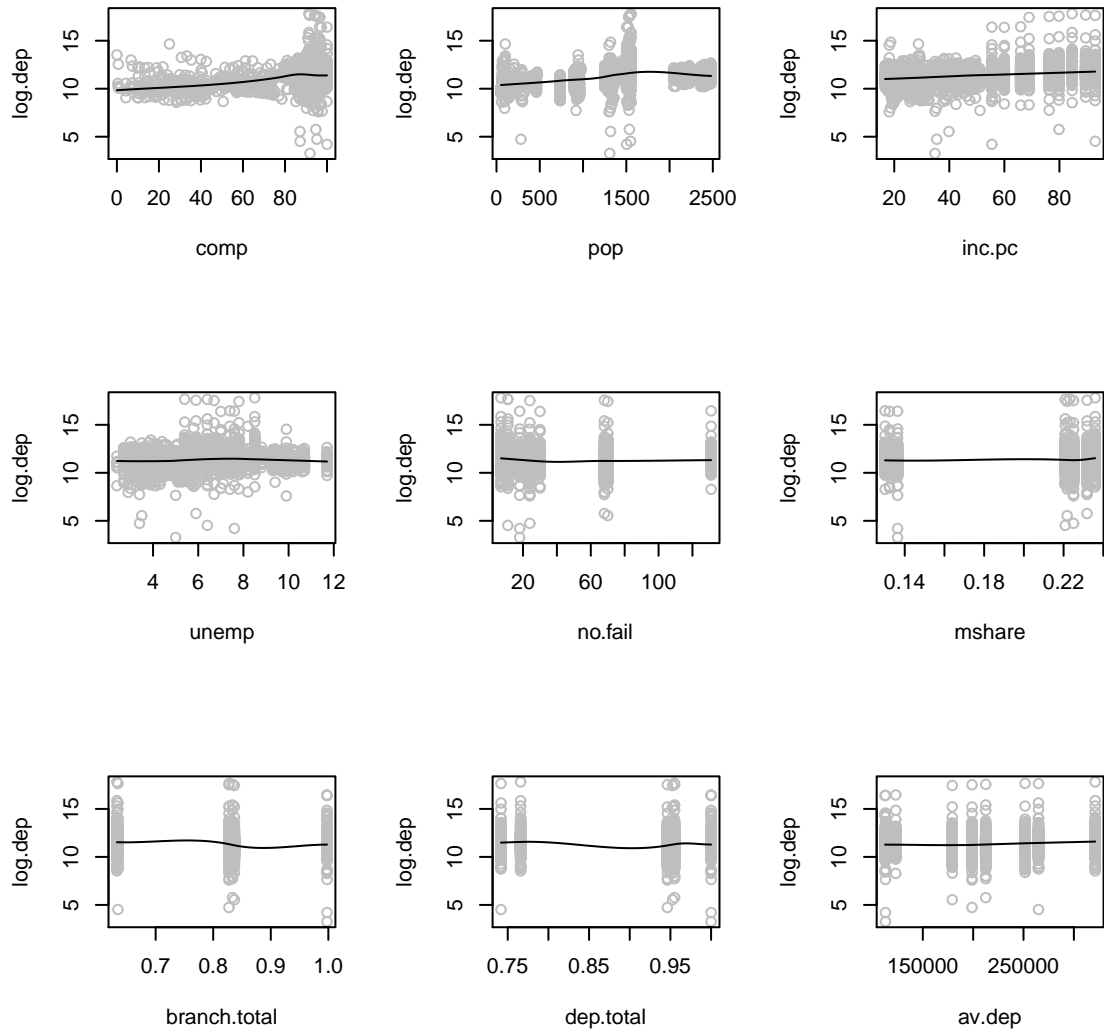 log.dep
15
10
5
0 20 40 60 80
comp
log.dep
15
10
5
0 500 1500 2500
pop
log.dep
15
10
5
20 40 60 80
inc.pc
log.dep
15
10
5
4 6 8 10 12
unemp
log.dep
15
10
5
20 60 100
no.fail
log.dep
15
10
5
0.14 0.18 0.22
mshare
log.dep
15
10
5
0.7 0.8 0.9 1.0
branch.total
log.dep
15
10
5
0.75 0.85 0.95
dep.total
log.dep
15
10
5
150000 250000
av.dep